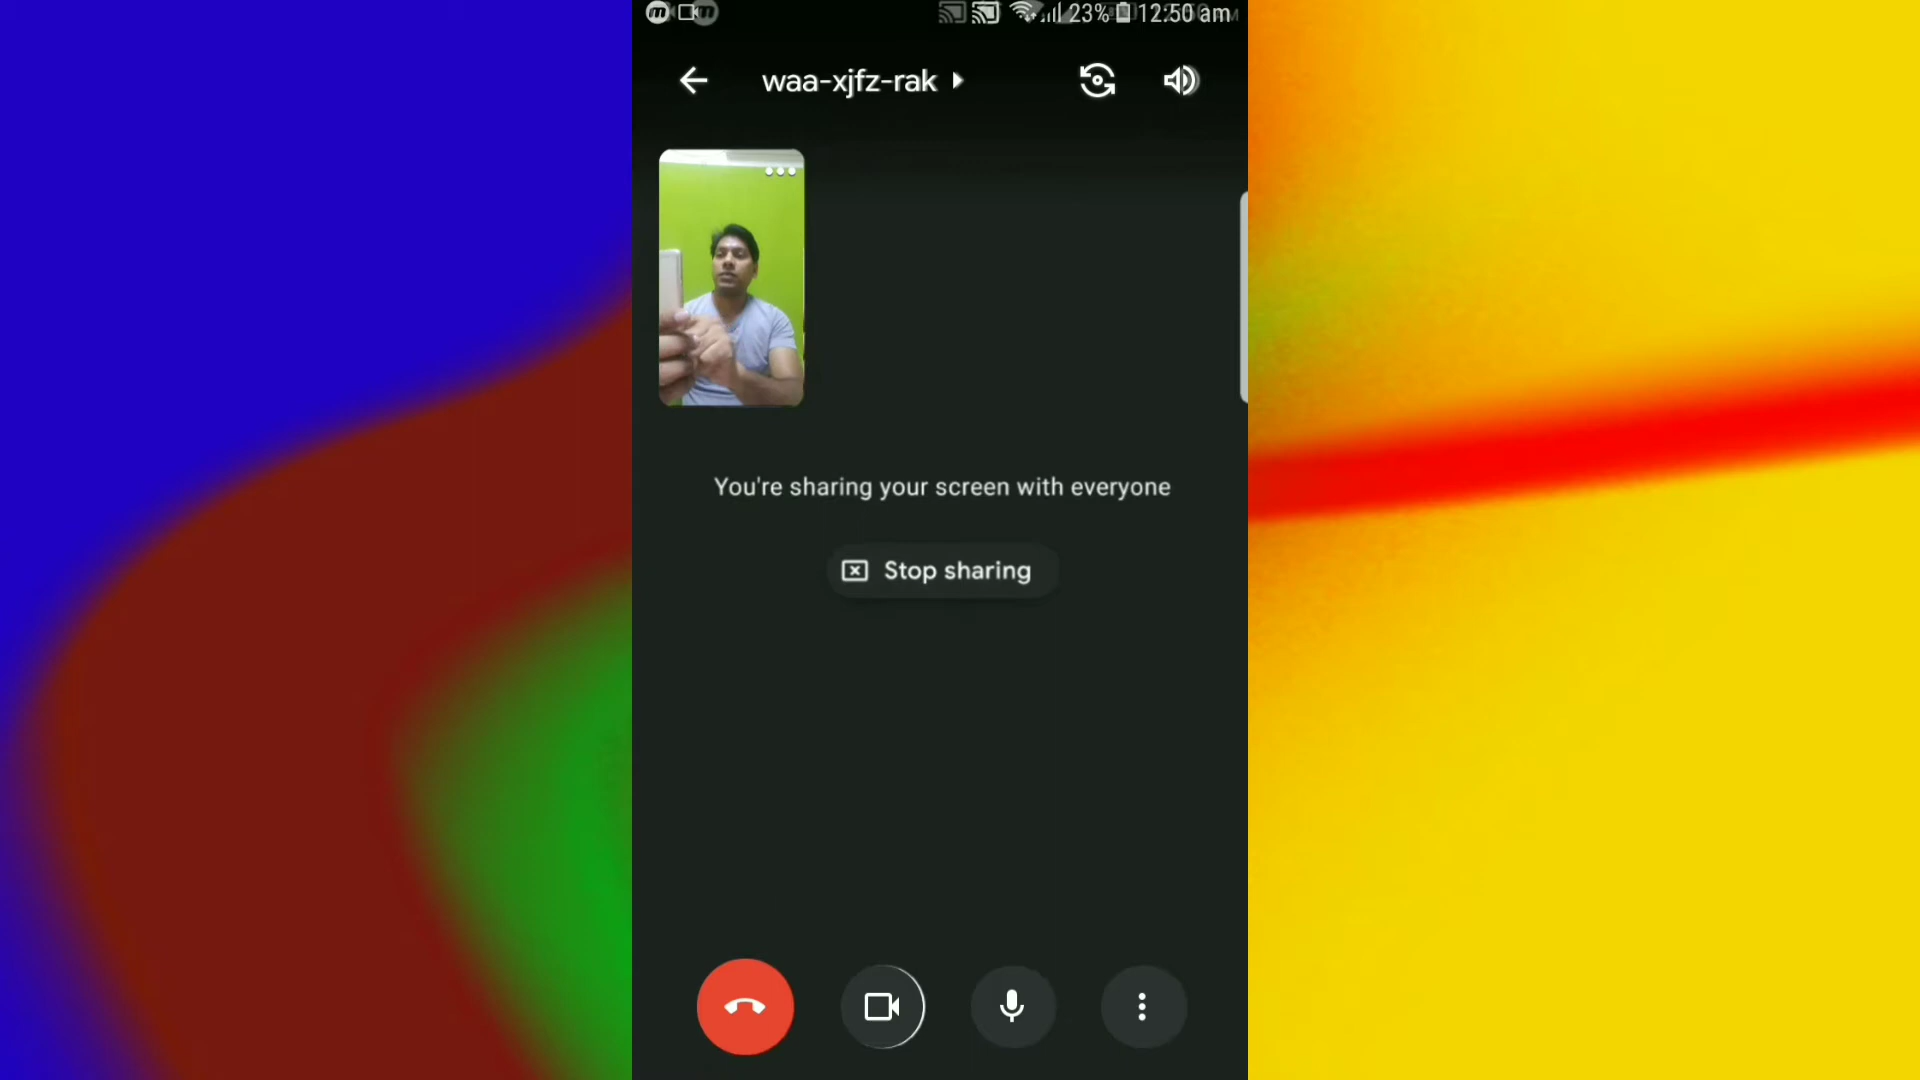 23% 12:50 am
waa-xjfz-rak
You're sharing your screen with everyone
Stop sharing